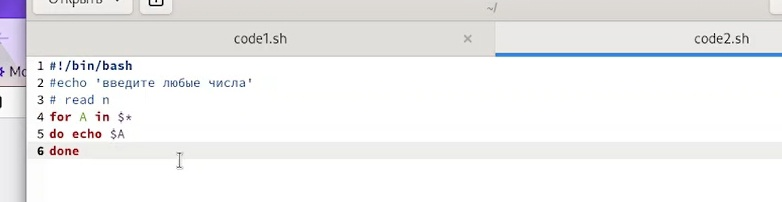 Открыть
~/
code1.sh ×
code2.sh
Mo
1 #!/bin/bash
2 #echo 'введите любые числа'
3 # read n
4 for A in $*
5 do echo $A
6 done